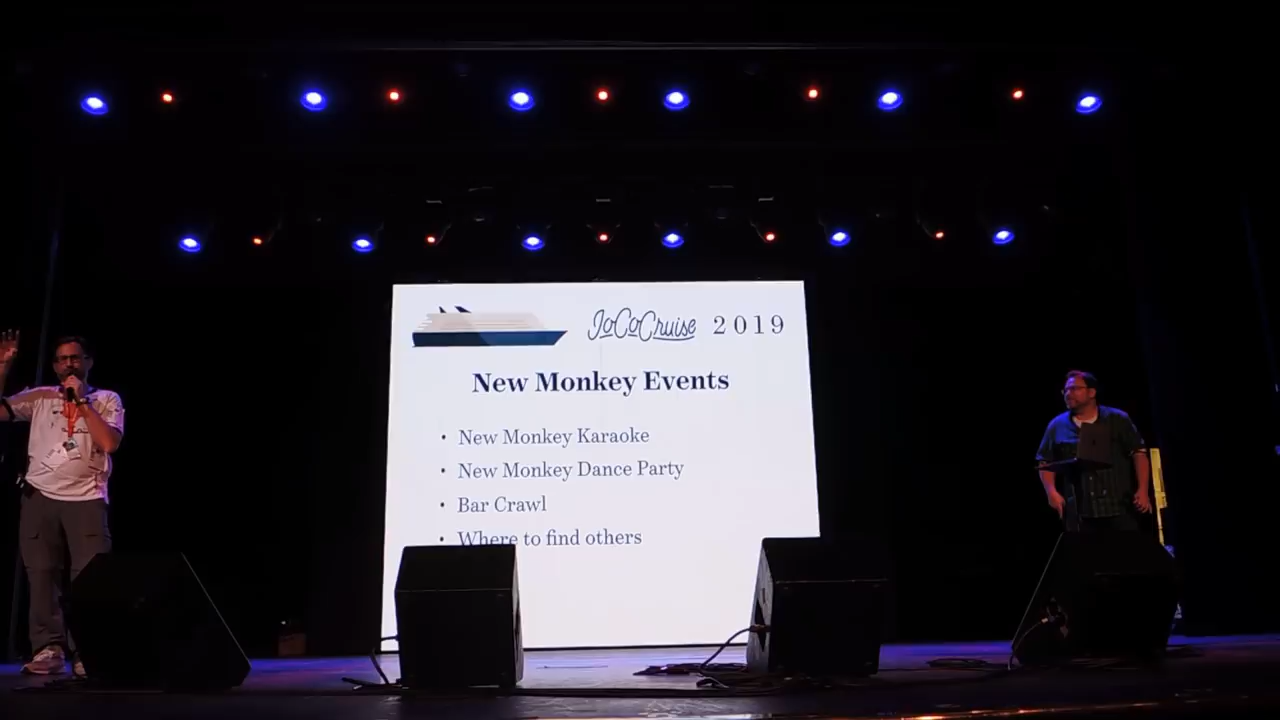 JoCoCruise 2019
New Monkey Events
• New Monkey Karaoke
• New Monkey Dance Party
• Bar Crawl
• Where to find others